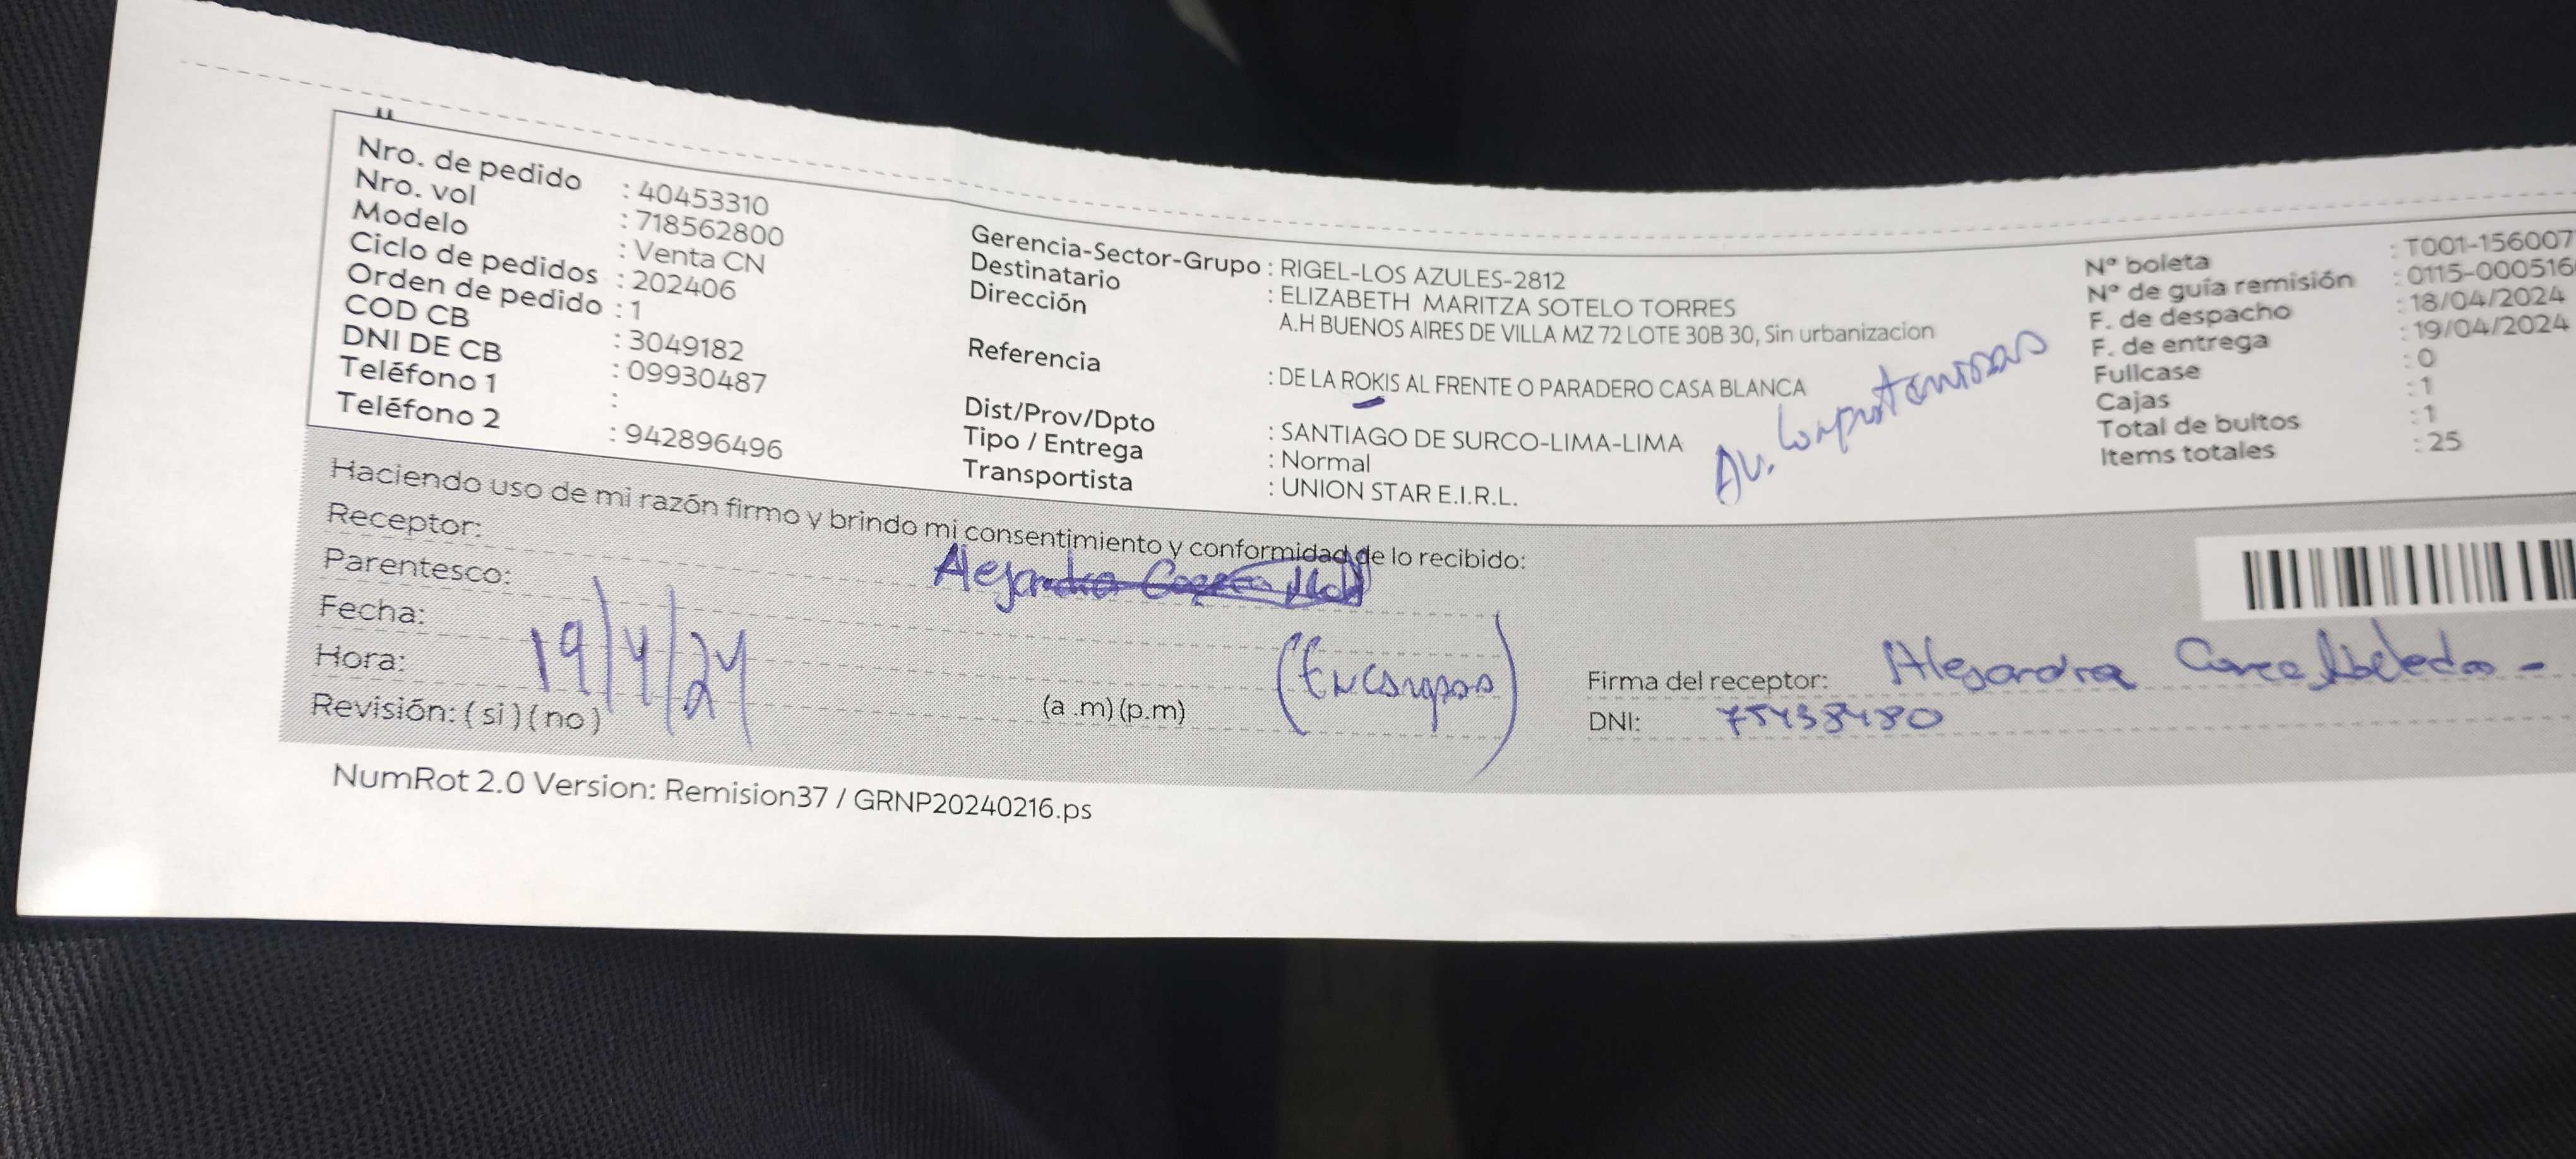 Nro. de pedido : 40453310
Nro. vol : 718562800
Modelo : Venta CN
Ciclo de pedidos : 202406
Orden de pedido : 1
COD CB : 3049182
DNI DE CB : 09930487
Teléfono 1 :
Teléfono 2 : 942896496
Gerencia-Sector-Grupo : RIGEL-LOS AZULES-2812
Destinatario : ELIZABETH MARITZA SOTELO TORRES
Dirección A.H BUENOS AIRES DE VILLA MZ 72 LOTE 30B 30, Sin urbanizacion
Referencia : DE LA ROKIS AL FRENTE O PARADERO CASA BLANCA
Dist/Prov/Dpto : SANTIAGO DE SURCO-LIMA-LIMA
Tipo / Entrega : Normal
Transportista : UNION STAR E.I.R.L.
Av.
Nº boleta : T001-156007
Nº de guía remisión : 0115-000516
F. de despacho : 18/04/2024
F. de entrega : 19/04/2024
Fullcase : 0
Cajas : 1
Total de bultos : 1
Items totales : 25
Haciendo uso de mi razón firmo y brindo mi consentimiento y conformidad de lo recibido:
Receptor: Alejandra
Parentesco:
Fecha: 19/4/24
Hora: (a .m) (p.m)
Revisión: ( si ) ( no )
Firma del receptor: Alejandra
DNI: 75438480
NumRot 2.0 Version: Remision37 / GRNP20240216.ps